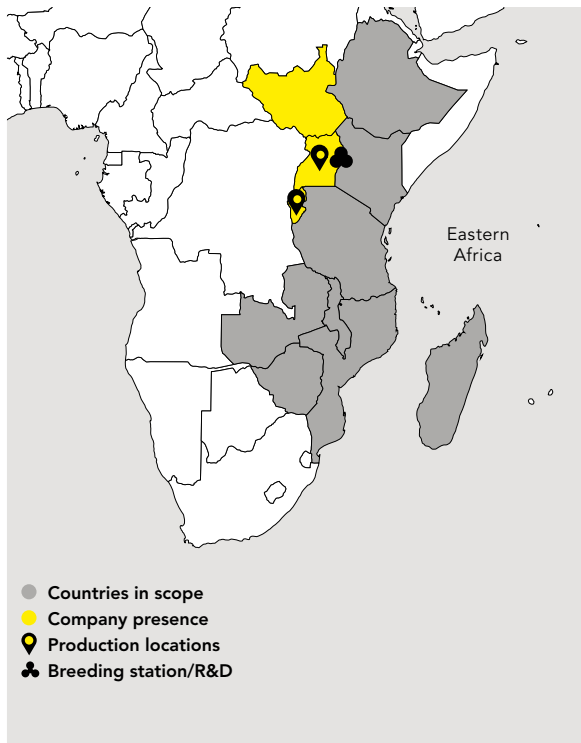 Eastern
Africa
Countries in scope
Company presence
Production locations
Breeding station/R&D